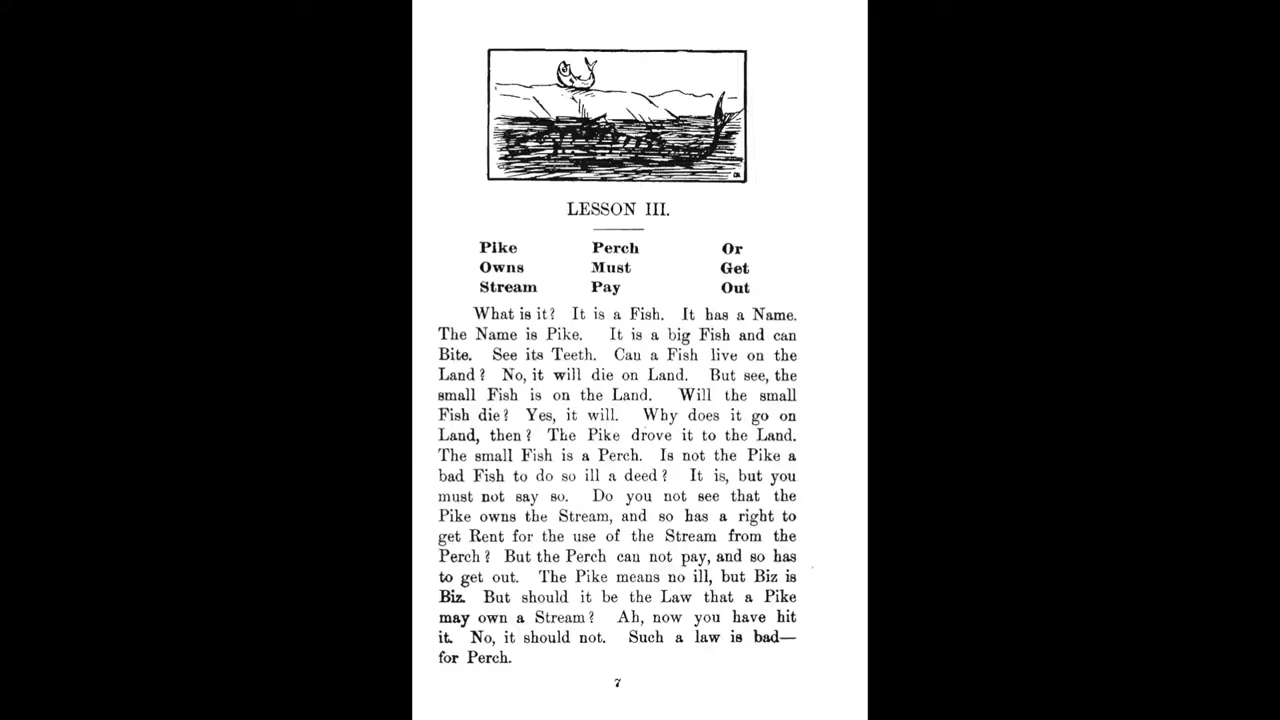 LESSON III.
Pike Perch Or
Owns Must Get
Stream Pay Out
What is it? It is a Fish. It has a Name.
The Name is Pike. It is a big Fish and can
Bite. See its Teeth. Can a Fish live on the
Land? No, it will die on Land. But see, the
small Fish is on the Land. Will the small
Fish die? Yes, it will. Why does it go on
Land, then? The Pike drove it to the Land.
The small Fish is a Perch. Is not the Pike a
bad Fish to do so ill a deed? It is, but you
must not say so. Do you not see that the
Pike owns the Stream, and so has a right to
get Rent for the use of the Stream from the
Perch? But the Perch can not pay, and so has
to get out. The Pike means no ill, but Biz is
Biz. But should it be the Law that a Pike
may own a Stream? Ah, now you have hit
it. No, it should not. Such a law is bad—
for Perch.
7